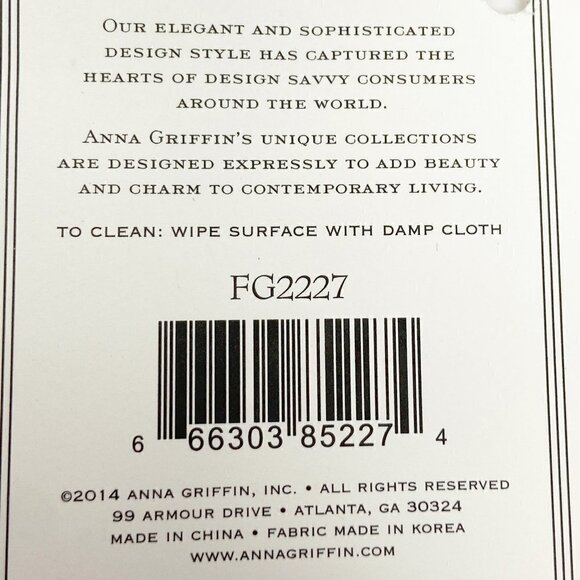 OUR ELEGANT AND SOPHISTICATED
DESIGN STYLE HAS CAPTURED THE
HEARTS OF DESIGN SAVVY CONSUMERS
AROUND THE WORLD.
ANNA GRIFFIN'S UNIQUE COLLECTIONS
ARE DESIGNED EXPRESSLY TO ADD BEAUTY
AND CHARM TO CONTEMPORARY LIVING.
TO CLEAN: WIPE SURFACE WITH DAMP CLOTH
FG2227
6 66303 85227 4
©2014 ANNA GRIFFIN, INC. • ALL RIGHTS RESERVED
99 ARMOUR DRIVE • ATLANTA, GA 30324
MADE IN CHINA • FABRIC MADE IN KOREA
WWW.ANNAGRIFFIN.COM